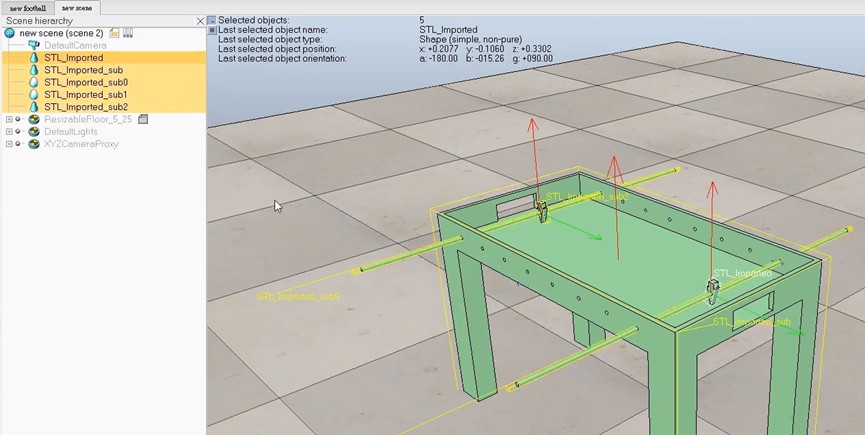 new football
new scene
Scene hierarchy
new scene (scene 2)
DefaultCamera
STL_Imported
STL_Imported_sub
STL_Imported_sub0
STL_Imported_sub1
STL_Imported_sub2
ResizableFloor_5_25
DefaultLights
XYZCameraProxy
Selected objects: 5
Last selected object name: STL_Imported
Last selected object type: Shape (simple, non-pure)
Last selected object position: x: +0.2077 y: -0.1060 z: +0.3302
Last selected object orientation: a: -180.00 b: -015.26 g: +090.00
STL_Imported
STL_Imported_sub0
STL_Imported_sub